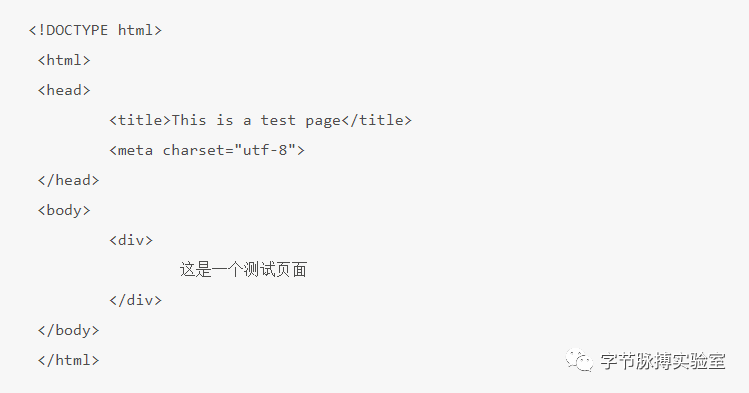 <!DOCTYPE html>
<html>
<head>
<title>This is a test page</title>
<meta charset="utf-8">
</head>
<body>
<div>
这是一个测试页面
</div>
</body>
</html>
字节脉搏实验室